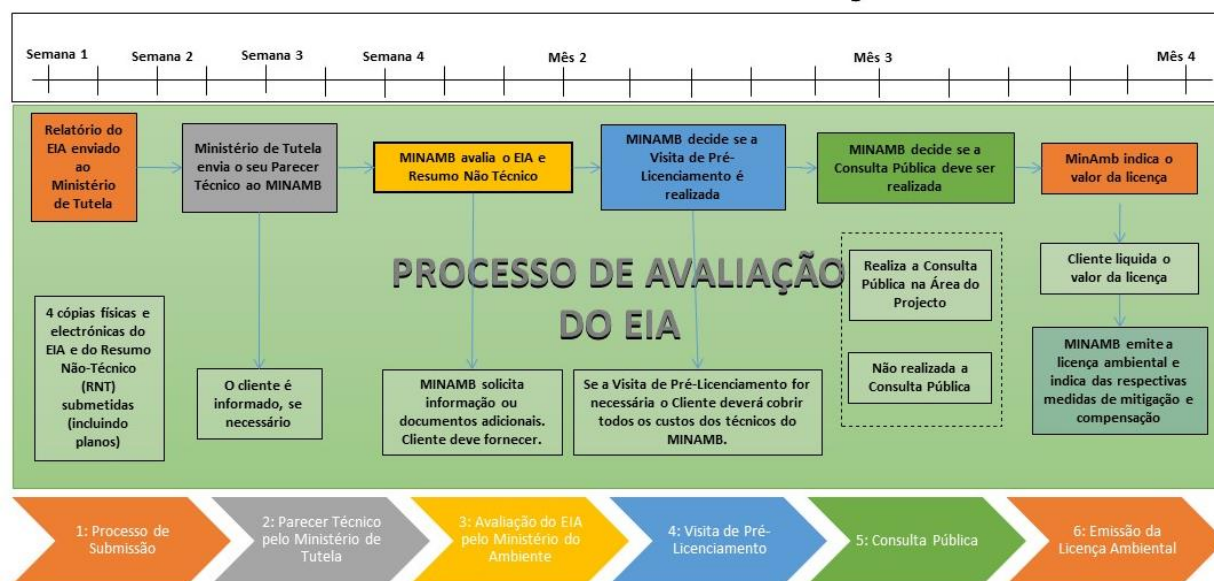 Semana 1
Semana 2
Semana 3
Semana 4
Mês 2
Mês 3
Mês 4
Relatório do
EIA enviado
ao
Ministério
de Tutela
Ministério de Tutela
envia o seu Parecer
Técnico ao MINAMB
MINAMB avalia o EIA e
Resumo Não Técnico
MINAMB decide se a
Visita de Pré-
Licenciamento é
realizada
MINAMB decide se a
Consulta Pública deve ser
realizada
MinAmb indica o
valor da licença
PROCESSO DE AVALIAÇÃO
DO EIA
Realiza a Consulta
Pública na Área do
Projecto
Cliente liquida o
valor da licença
4 cópias físicas e
electrónicas do
EIA e do Resumo
Não-Técnico
(RNT)
submetidas
(incluindo
planos)
O cliente é
informado, se
necessário
MINAMB solicita
informação ou
documentos adicionais.
Cliente deve fornecer.
Se a Visita de Pré-Licenciamento for
necessária o Cliente deverá cobrir
todos os custos dos técnicos do
MINAMB.
Não realizada a
Consulta Pública
MINAMB emite a
licença ambiental e
indica das respectivas
medidas de mitigação e
compensação
1: Processo de
Submissão
2: Parecer Técnico
pelo Ministério de
Tutela
3: Avaliação do EIA
pelo Ministério do
Ambiente
4: Visita de Pré-
Licenciamento
5: Consulta Pública
6: Emissão da
Licença Ambiental